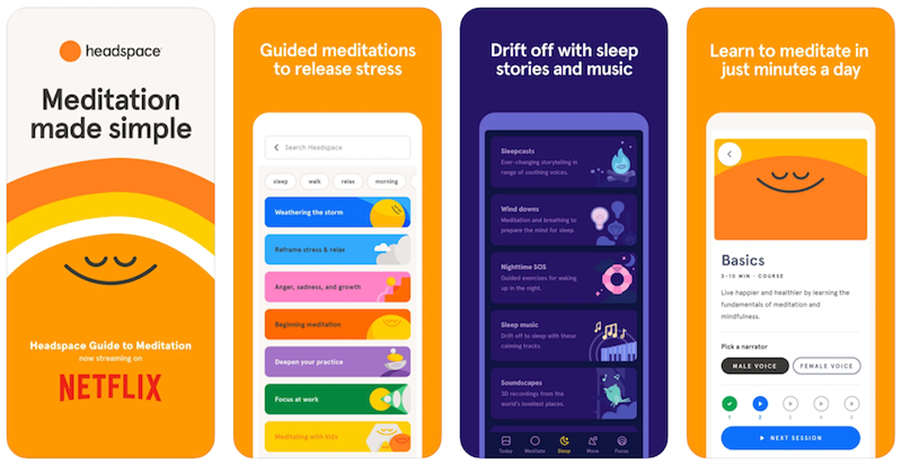 headspace
Meditation
made simple
Headspace Guide to Meditation
now streaming on
NETFLIX
Guided meditations
to release stress
Search Headspace
sleep
walk
relax
morning
Weathering the storm
Reframe stress & relax
Anger, sadness, and growth
Beginning meditation
Deepen your practice
Focus at work
Meditating with kids
Drift off with sleep
stories and music
Sleepcasts
Ever-changing storytelling in
range of soothing voices.
Wind downs
Meditation and breathing to
prepare the mind for sleep.
Nighttime SOS
Guided exercises for waking
up in the night.
Sleep music
Drift off to sleep with these
calming tracks.
Soundscapes
3D recordings from the
world's loveliest places.
Today
Meditate
Sleep
Move
Focus
Learn to meditate in
just minutes a day
Basics
3-10 MIN · COURSE
Live happier and healthier by learning the
fundamentals of meditation and
mindfulness.
Pick a narrator
MALE VOICE
FEMALE VOICE
1
2
3
4
5
NEXT SESSION